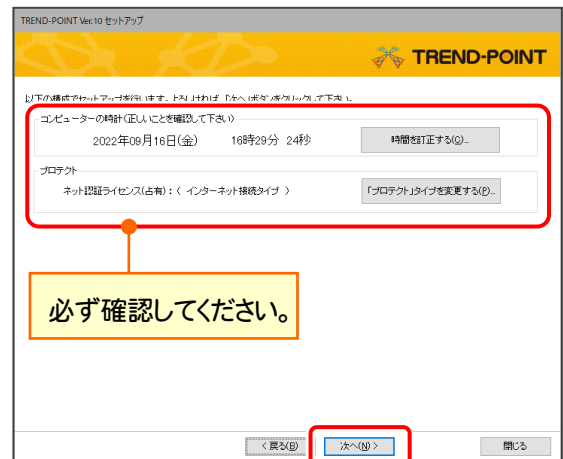 TREND-POINT Ver.10 セットアップ
TREND-POINT
以下の構成でセットアップを行います。よろしければ、「次へ」ボタンをクリックして下さい。
コンピューターの時計(正しいことを確認して下さい)
2022年09月16日(金) 16時29分 24秒 時間を訂正する(C)...
プロテクト
ネット認証ライセンス(占有) : ( インターネット接続タイプ ) 「プロテクト」タイプを変更する(P)...
必ず確認してください。
< 戻る(B) 次へ(N) > 閉じる